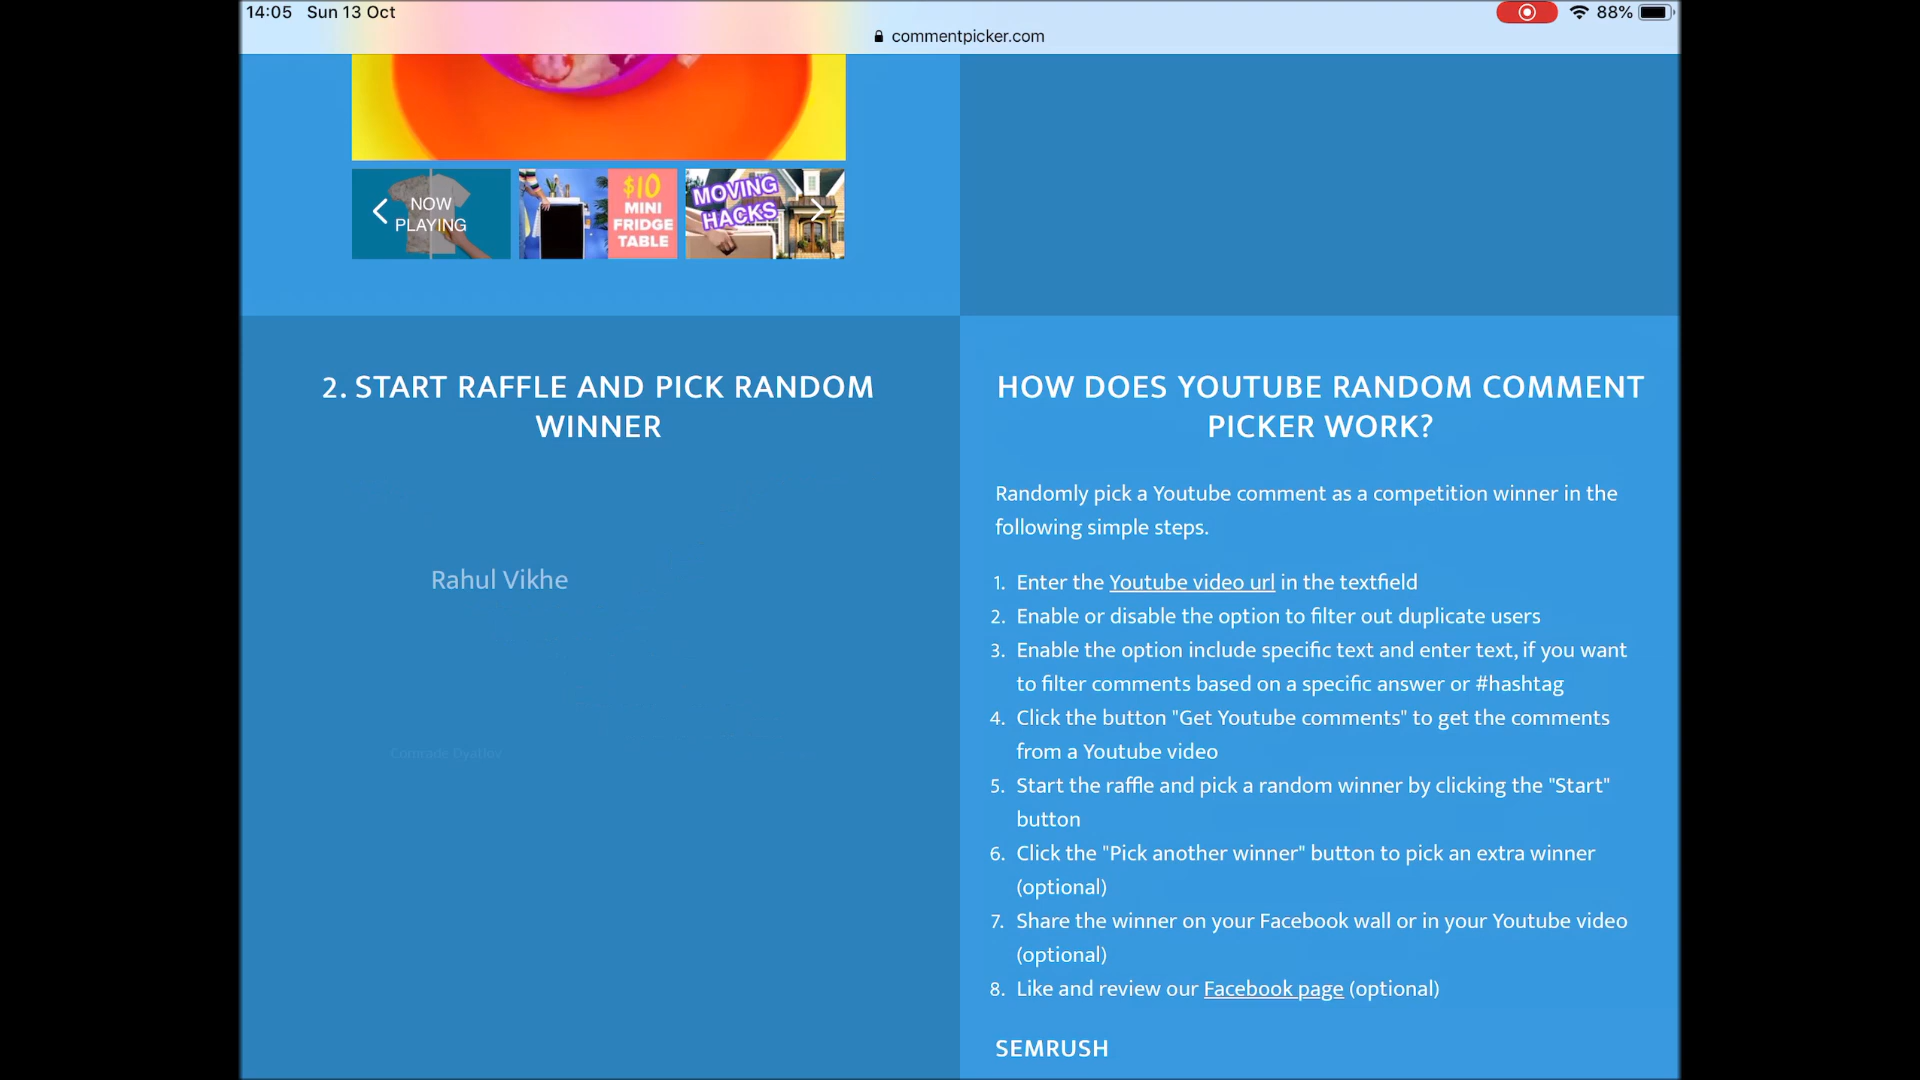 14:05 Sun 13 Oct
88%
commentpicker.com
NOW
PLAYING
$10
MINI
FRIDGE
TABLE
MOVING
HACKS
2. START RAFFLE AND PICK RANDOM
WINNER
Rahul Vikhe
Comrade Dyatlov
HOW DOES YOUTUBE RANDOM COMMENT
PICKER WORK?
Randomly pick a Youtube comment as a competition winner in the
following simple steps.
1. Enter the Youtube video url in the textfield
2. Enable or disable the option to filter out duplicate users
3. Enable the option include specific text and enter text, if you want
to filter comments based on a specific answer or #hashtag
4. Click the button "Get Youtube comments" to get the comments
from a Youtube video
5. Start the raffle and pick a random winner by clicking the "Start"
button
6. Click the "Pick another winner" button to pick an extra winner
(optional)
7. Share the winner on your Facebook wall or in your Youtube video
(optional)
8. Like and review our Facebook page (optional)
SEMRUSH